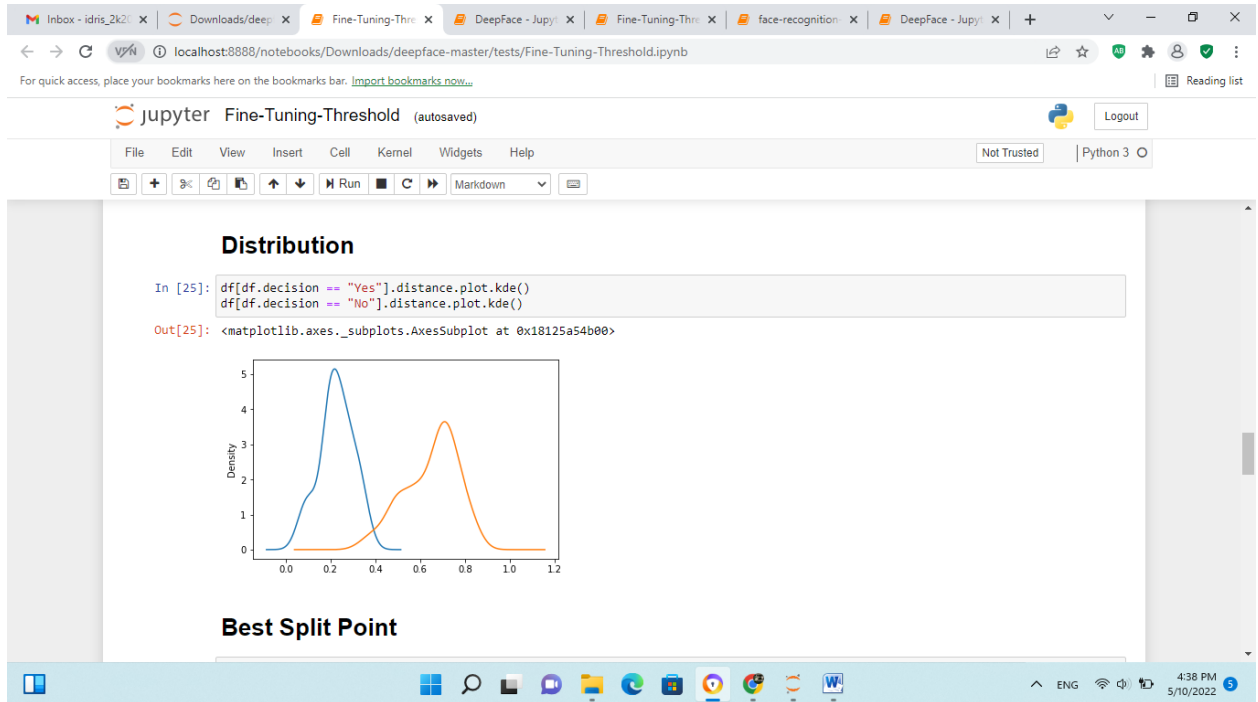 Inbox - idris_2k20
Downloads/deep
Fine-Tuning-Thre
DeepFace - Jupyt
Fine-Tuning-Thre
face-recognition-
DeepFace - Jupyt
VPN localhost:8888/notebooks/Downloads/deepface-master/tests/Fine-Tuning-Threshold.ipynb
For quick access, place your bookmarks here on the bookmarks bar. Import bookmarks now...
Reading list
jupyter Fine-Tuning-Threshold (autosaved)
Logout
File Edit View Insert Cell Kernel Widgets Help
Not Trusted
Python 3
Run
Markdown
Distribution
In [25]: df[df.decision == "Yes"].distance.plot.kde()
df[df.decision == "No"].distance.plot.kde()
Out[25]: <matplotlib.axes._subplots.AxesSubplot at 0x18125a54b00>
5
4
3
2
1
0
Density
0.0 0.2 0.4 0.6 0.8 1.0 1.2
Best Split Point
ENG
4:38 PM
5/10/2022
5